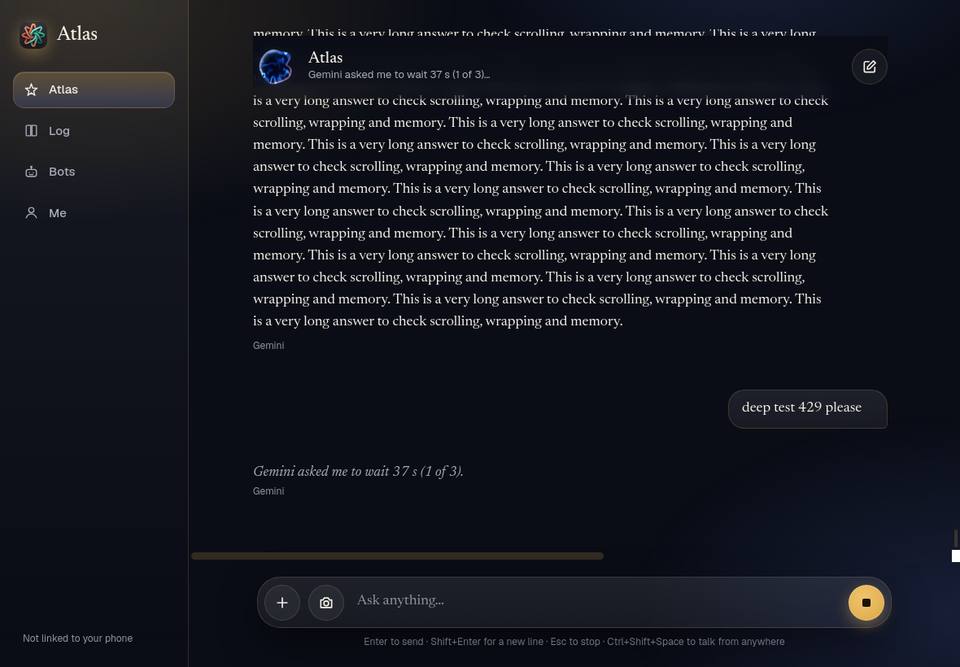 Atlas
Atlas
Log
Bots
Me
Not linked to your phone
memory. This is a very long answer to check scrolling, wrapping and memory. This is a very long
Atlas
Gemini asked me to wait 37 s (1 of 3)...
is a very long answer to check scrolling, wrapping and memory. This is a very long answer to check
scrolling, wrapping and memory. This is a very long answer to check scrolling, wrapping and
memory. This is a very long answer to check scrolling, wrapping and memory. This is a very long
answer to check scrolling, wrapping and memory. This is a very long answer to check scrolling,
wrapping and memory. This is a very long answer to check scrolling, wrapping and memory. This
is a very long answer to check scrolling, wrapping and memory. This is a very long answer to check
scrolling, wrapping and memory. This is a very long answer to check scrolling, wrapping and
memory. This is a very long answer to check scrolling, wrapping and memory. This is a very long
answer to check scrolling, wrapping and memory. This is a very long answer to check scrolling,
wrapping and memory. This is a very long answer to check scrolling, wrapping and memory. This
is a very long answer to check scrolling, wrapping and memory.
Gemini
deep test 429 please
Gemini asked me to wait 37 s (1 of 3).
Gemini
Ask anything...
Enter to send · Shift+Enter for a new line · Esc to stop · Ctrl+Shift+Space to talk from anywhere